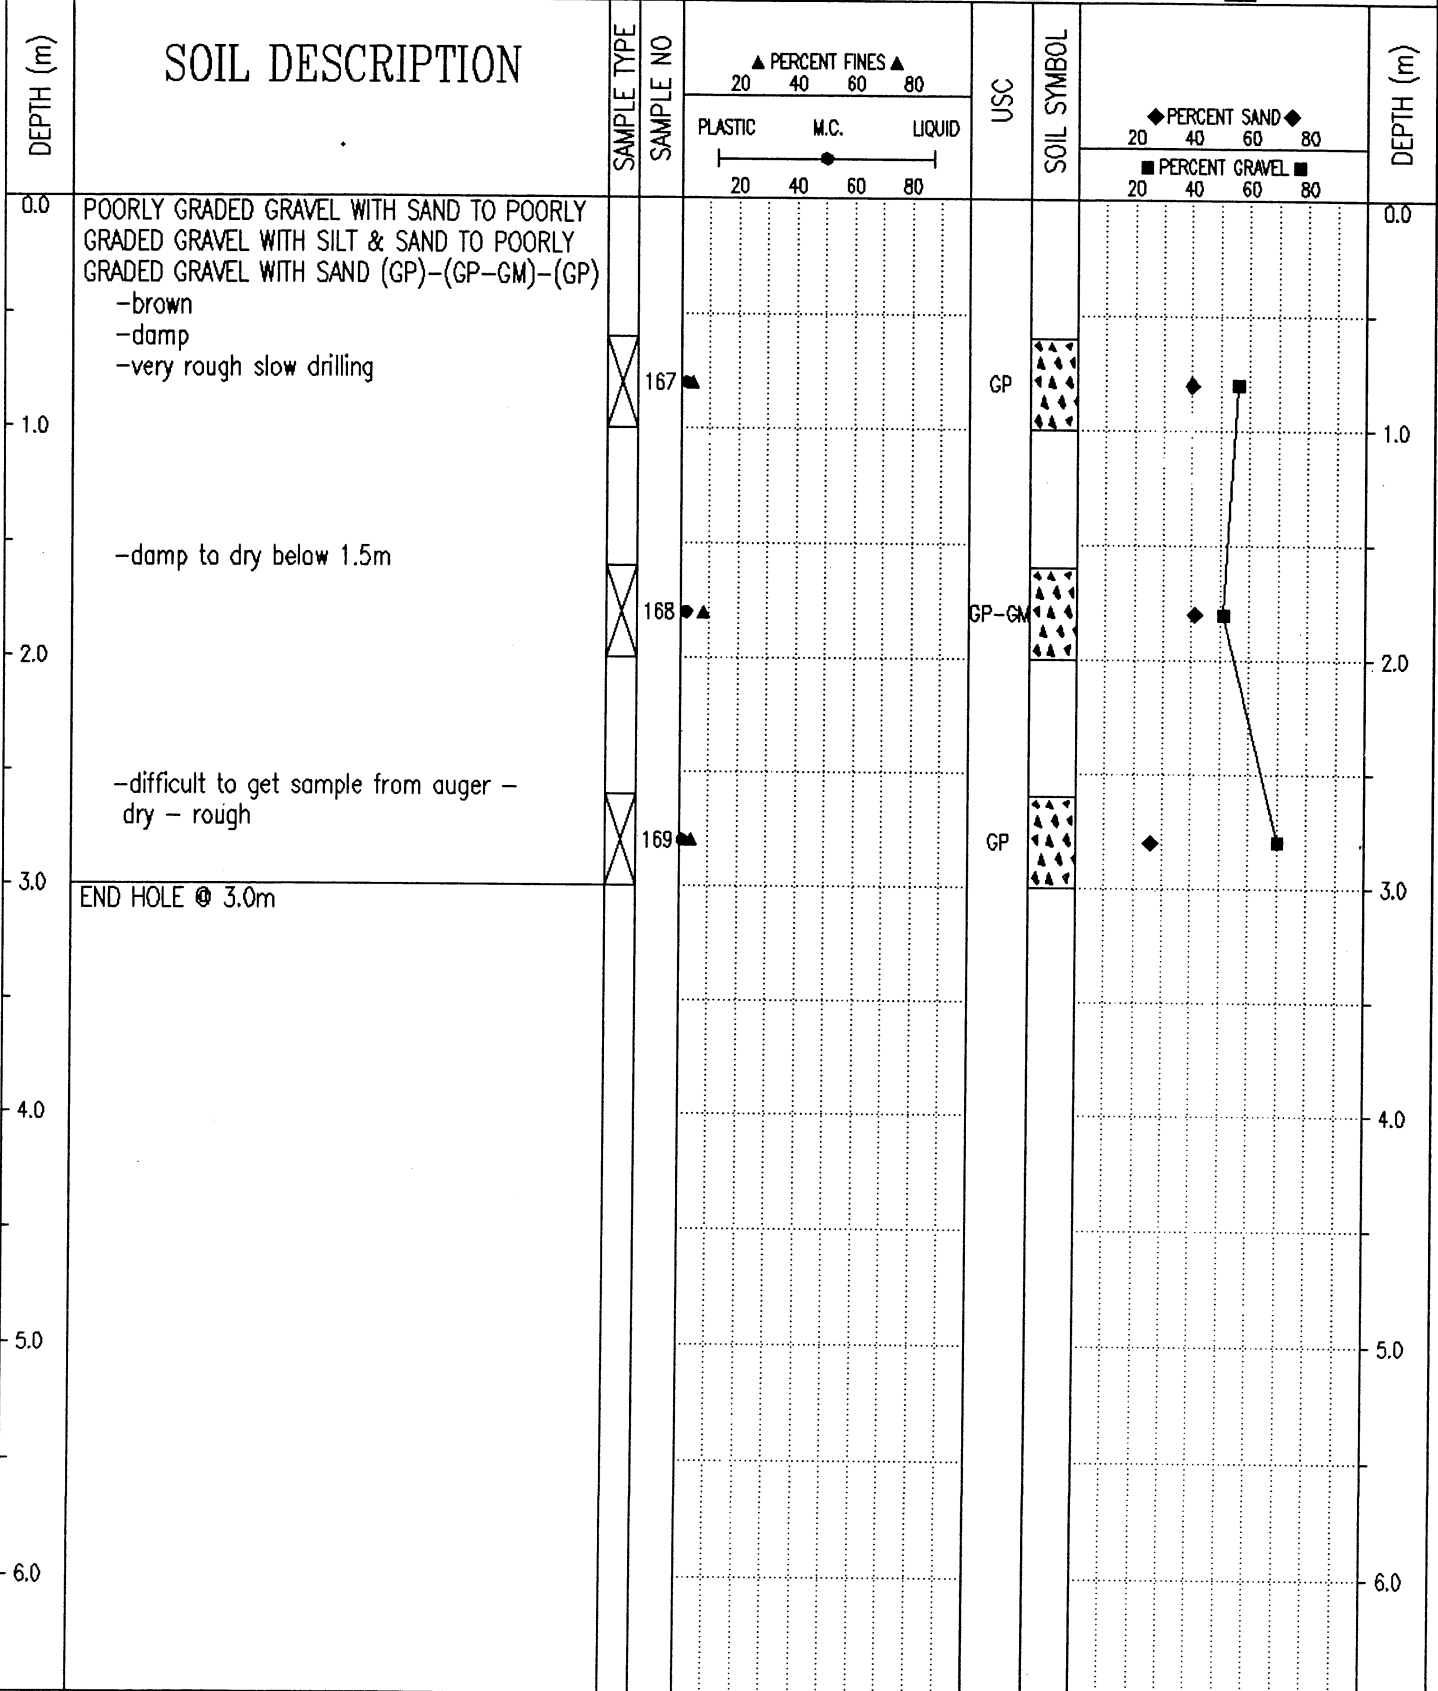 DEPTH (m)
SOIL DESCRIPTION
SAMPLE TYPE
SAMPLE NO
▲ PERCENT FINES ▲
20 40 60 80
PLASTIC M.C. LIQUID
20 40 60 80
USC
SOIL SYMBOL
◆PERCENT SAND◆
20 40 60 80
■ PERCENT GRAVEL ■
20 40 60 80
DEPTH (m)
0.0
POORLY GRADED GRAVEL WITH SAND TO POORLY
GRADED GRAVEL WITH SILT & SAND TO POORLY
GRADED GRAVEL WITH SAND (GP)-(GP-GM)-(GP)
0.0
-brown
-damp
-very rough slow drilling
167
GP
1.0
1.0
-damp to dry below 1.5m
168
GP-GM
2.0
2.0
-difficult to get sample from auger -
dry - rough
169
GP
3.0
END HOLE @ 3.0m
3.0
4.0
4.0
5.0
5.0
6.0
6.0